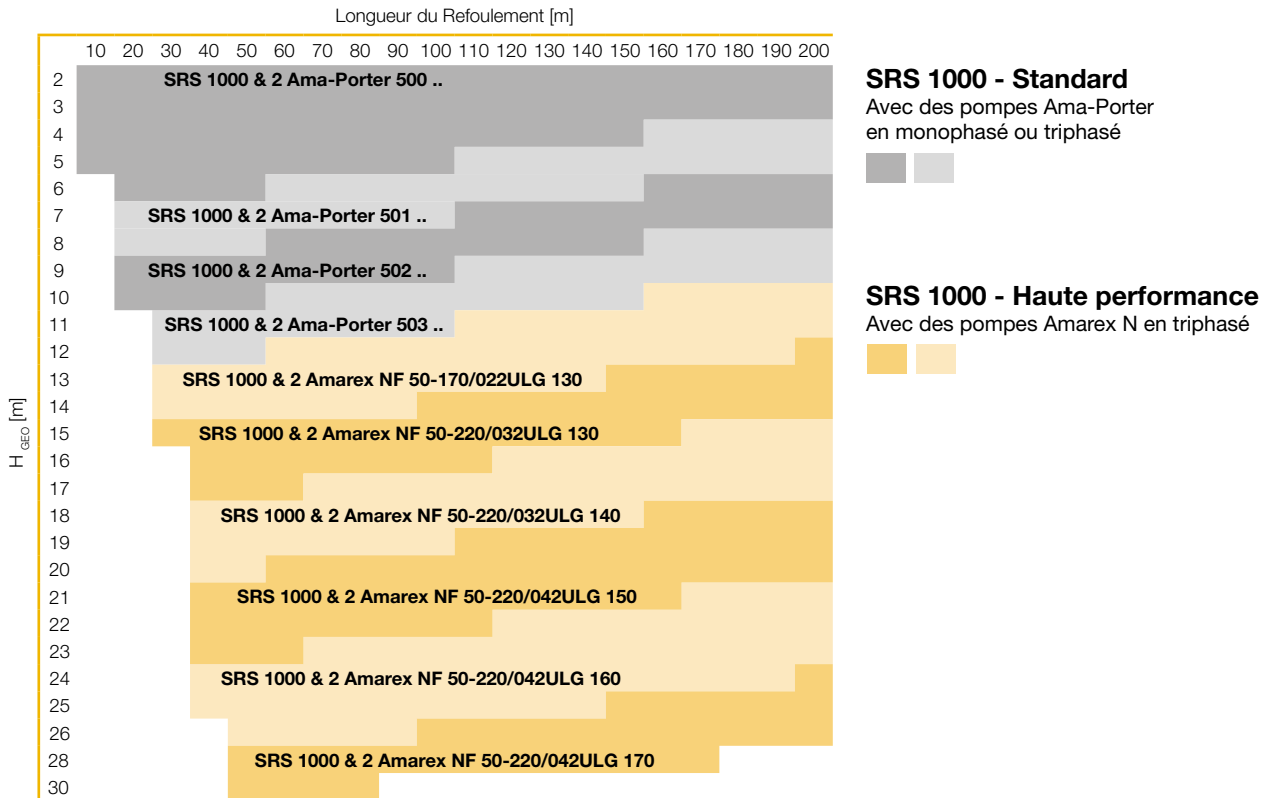 Longueur du Refoulement [m]
10 20 30 40 50 60 70 80 90 100 110 120 130 140 150 160 170 180 190 200
2 SRS 1000 & 2 Ama-Porter 500 ..
3
4
5
6
7 SRS 1000 & 2 Ama-Porter 501 ..
8
9 SRS 1000 & 2 Ama-Porter 502 ..
10
11 SRS 1000 & 2 Ama-Porter 503 ..
12
13 SRS 1000 & 2 Amarex NF 50-170/022ULG 130
14
15 SRS 1000 & 2 Amarex NF 50-220/032ULG 130
16
17
18 SRS 1000 & 2 Amarex NF 50-220/032ULG 140
19
20
21 SRS 1000 & 2 Amarex NF 50-220/042ULG 150
22
23
24 SRS 1000 & 2 Amarex NF 50-220/042ULG 160
25
26
28 SRS 1000 & 2 Amarex NF 50-220/042ULG 170
30
H GEO [m]
SRS 1000 - Standard
Avec des pompes Ama-Porter
en monophasé ou triphasé
SRS 1000 - Haute performance
Avec des pompes Amarex N en triphasé